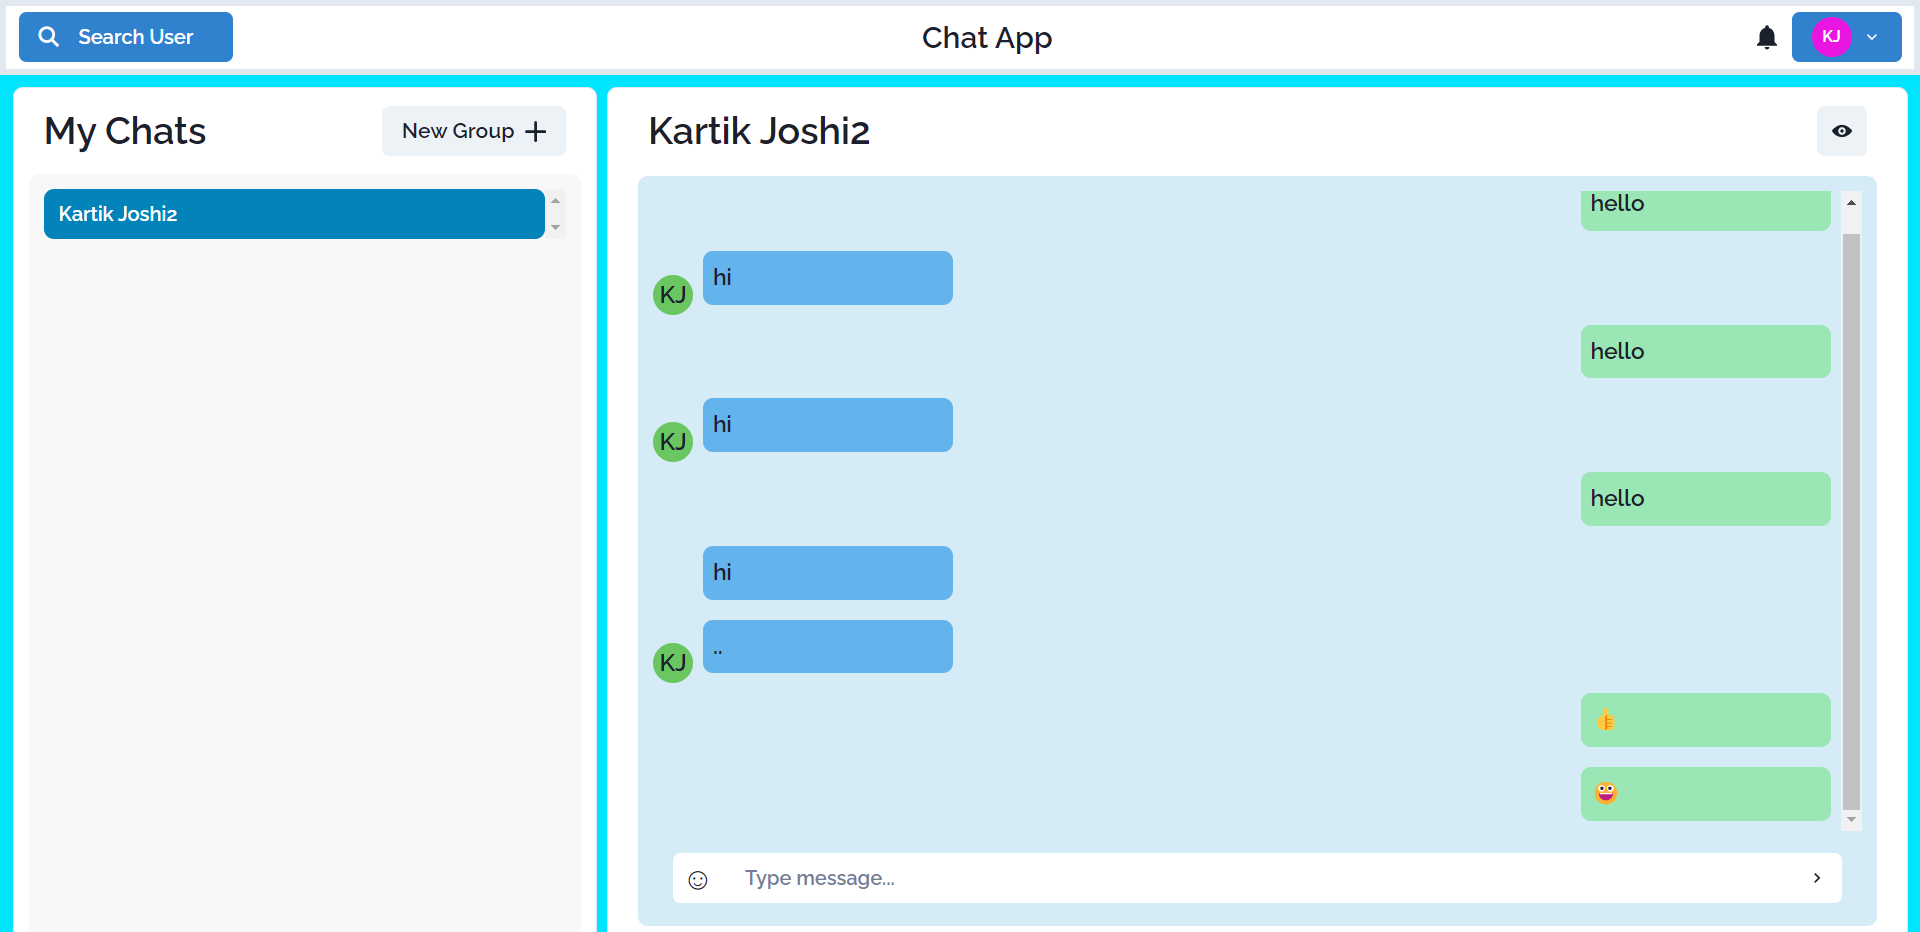 Search User
Chat App
KJ
My Chats
New Group
Kartik Joshi2
Kartik Joshi2
hello
hi
KJ
hello
hi
KJ
hello
hi
..
KJ
👍
😀
Type message...